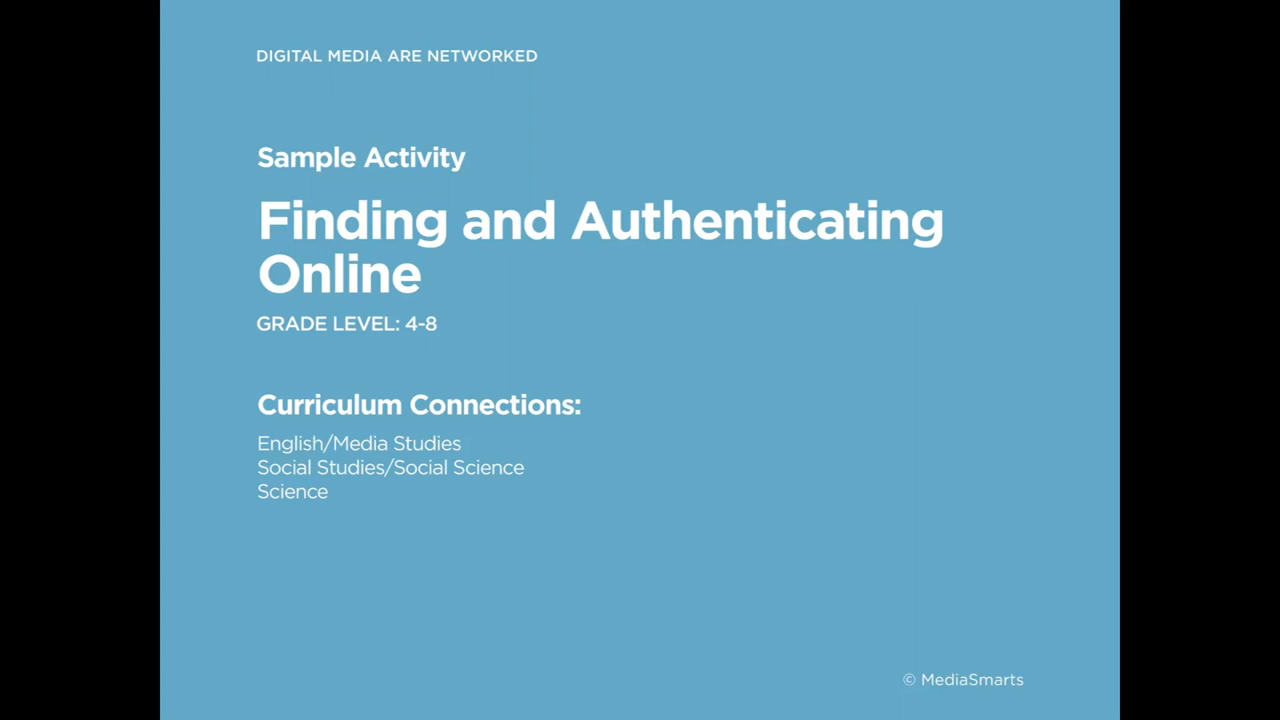 DIGITAL MEDIA ARE NETWORKED
Sample Activity
Finding and Authenticating
Online
GRADE LEVEL: 4-8
Curriculum Connections:
English/Media Studies
Social Studies/Social Science
Science
© MediaSmarts